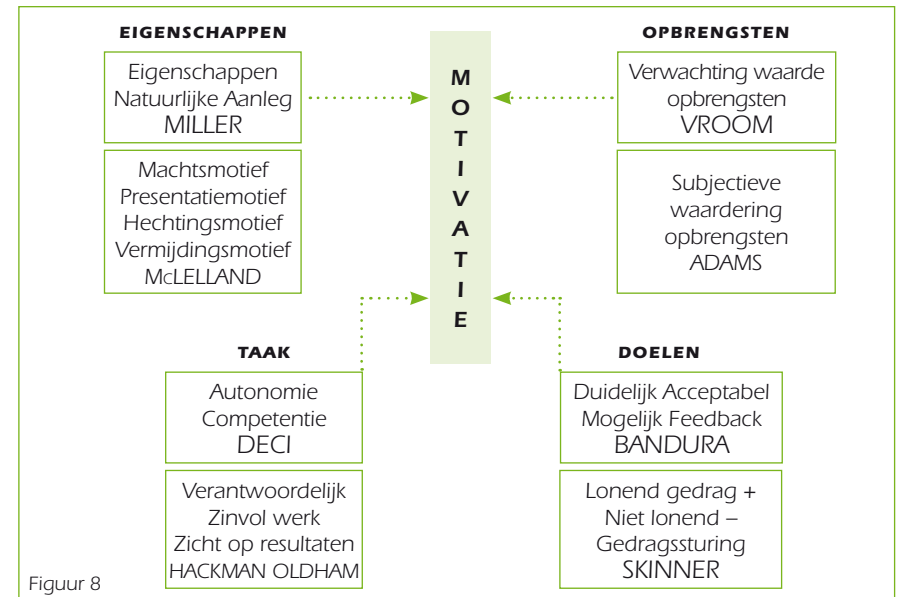 EIGENSCHAPPEN
Eigenschappen
Natuurlijke Aanleg
MILLER
Machtsmotief
Presentatiemotief
Hechtingsmotief
Vermijdingsmotief
McLELLAND
M
O
T
I
V
A
T
I
E
OPBRENGSTEN
Verwachting waarde
opbrengsten
VROOM
Subjectieve
waardering
opbrengsten
ADAMS
TAAK
Autonomie
Competentie
DECI
Verantwoordelijk
Zinvol werk
Zicht op resultaten
HACKMAN OLDHAM
DOELEN
Duidelijk Acceptabel
Mogelijk Feedback
BANDURA
Lonend gedrag +
Niet lonend –
Gedragssturing
SKINNER
Figuur 8